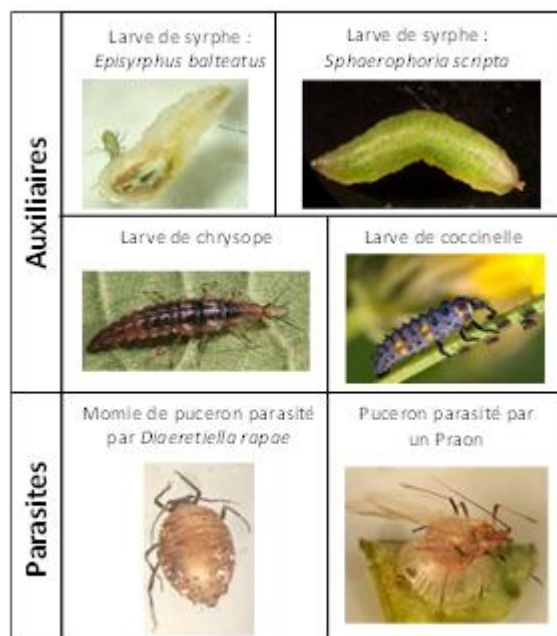 Auxiliaires
Larve de syrphe :
Episyrphus balteatus
Larve de syrphe :
Sphaerophoria scripta
Larve de chrysope
Larve de coccinelle
Parasites
Momie de puceron parasité
par Diaeretiella rapae
Puceron parasité par
un Praon